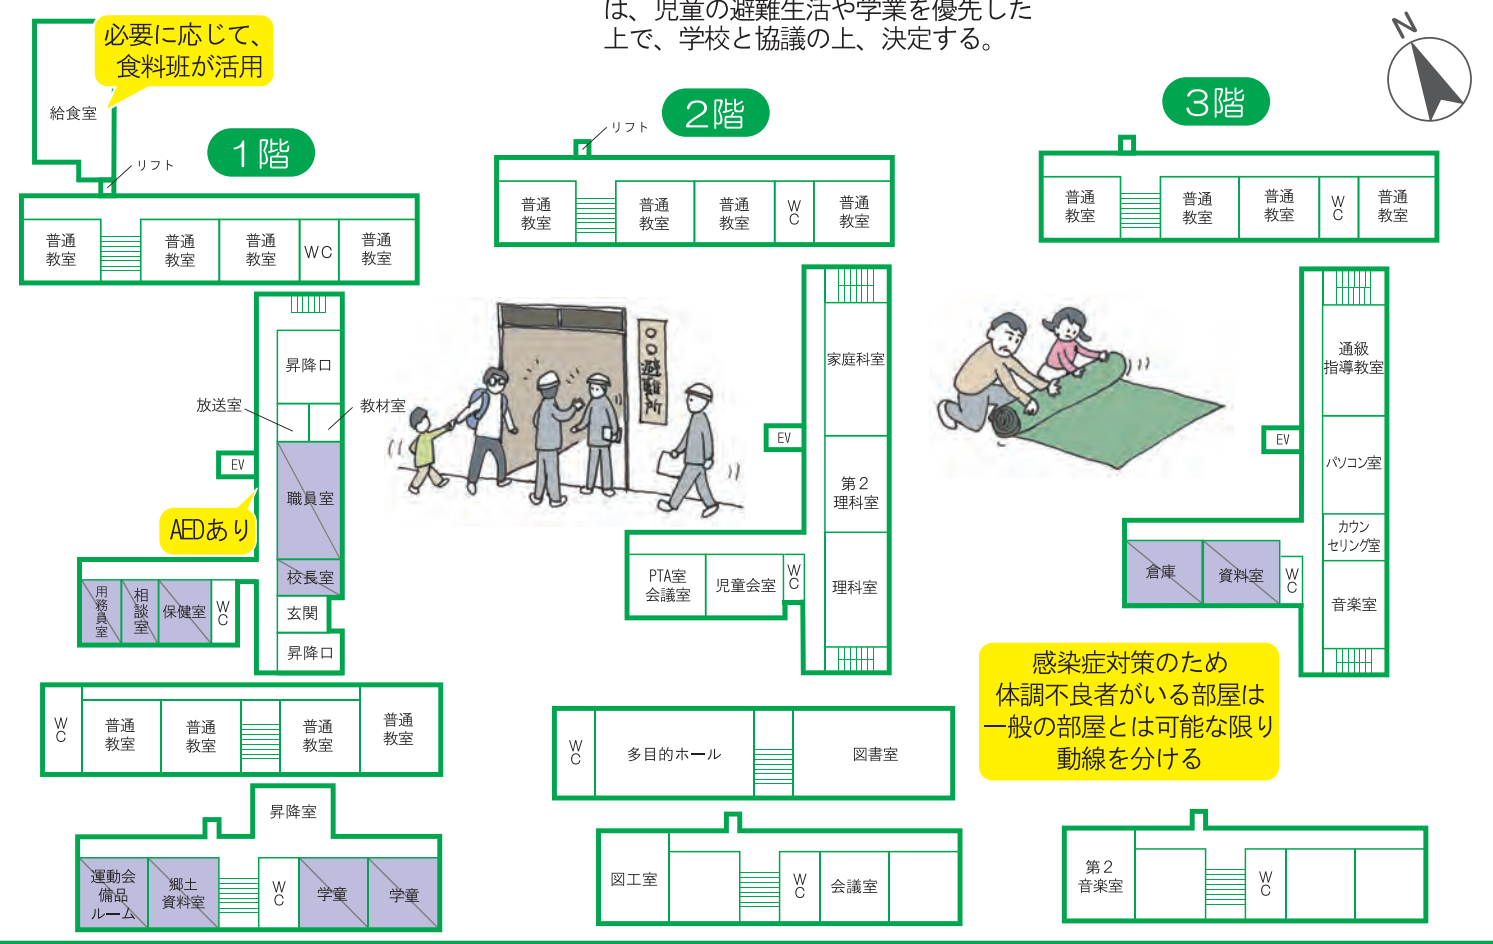 は、児童の避難生活や学業を優先した
上で、学校と協議の上、決定する。
N
必要に応じて、
食料班が活用
給食室
リフト
1階
普通
教室
普通
教室
普通
教室
WC
普通
教室
昇降口
放送室
教材室
EV
職員室
AEDあり
校長室
用務員室
相談室
保健室
WC
玄関
昇降口
WC
普通
教室
普通
教室
普通
教室
普通
教室
昇降室
運動会
備品
ルーム
郷土
資料室
WC
学童
学童
2階
リフト
普通
教室
普通
教室
普通
教室
WC
普通
教室
○○避難所
家庭科室
EV
第2
理科室
PTA室
会議室
児童会室
WC
理科室
WC
多目的ホール
図書室
図工室
WC
会議室
3階
普通
教室
普通
教室
普通
教室
WC
普通
教室
通級
指導教室
EV
パソコン室
カウン
セリング室
倉庫
資料室
WC
音楽室
感染症対策のため
体調不良者がいる部屋は
一般の部屋とは可能な限り
動線を分ける
第2
音楽室
WC